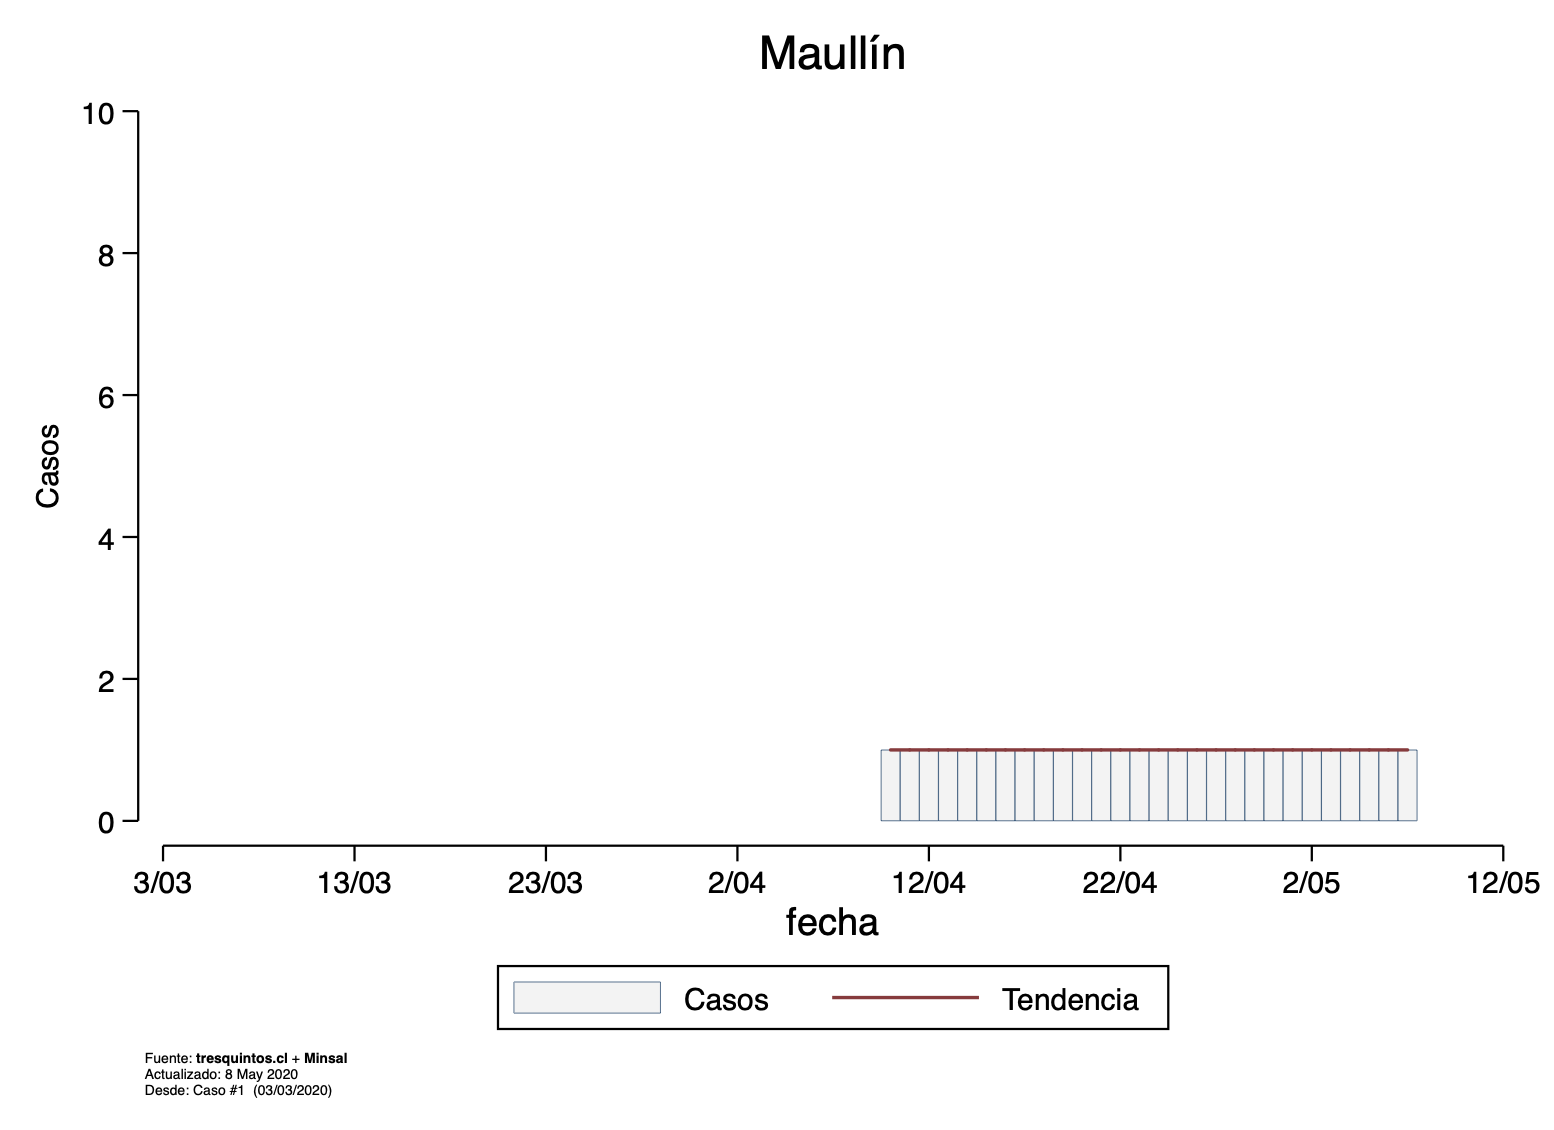 Maullín
10
8
6
4
2
0
Casos
3/03 13/03 23/03 2/04 12/04 22/04 2/05 12/05
fecha
Casos Tendencia
Fuente: tresquintos.cl + Minsal
Actualizado: 8 May 2020
Desde: Caso #1 (03/03/2020)